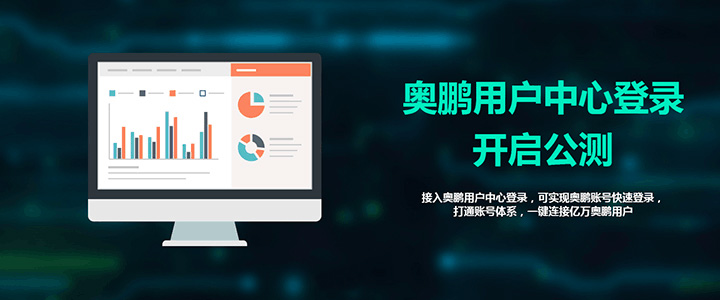 奥鹏用户中心登录
开启公测
接入奥鹏用户中心登录，可实现奥鹏账号快速登录，
打通账号体系，一键连接亿万奥鹏用户